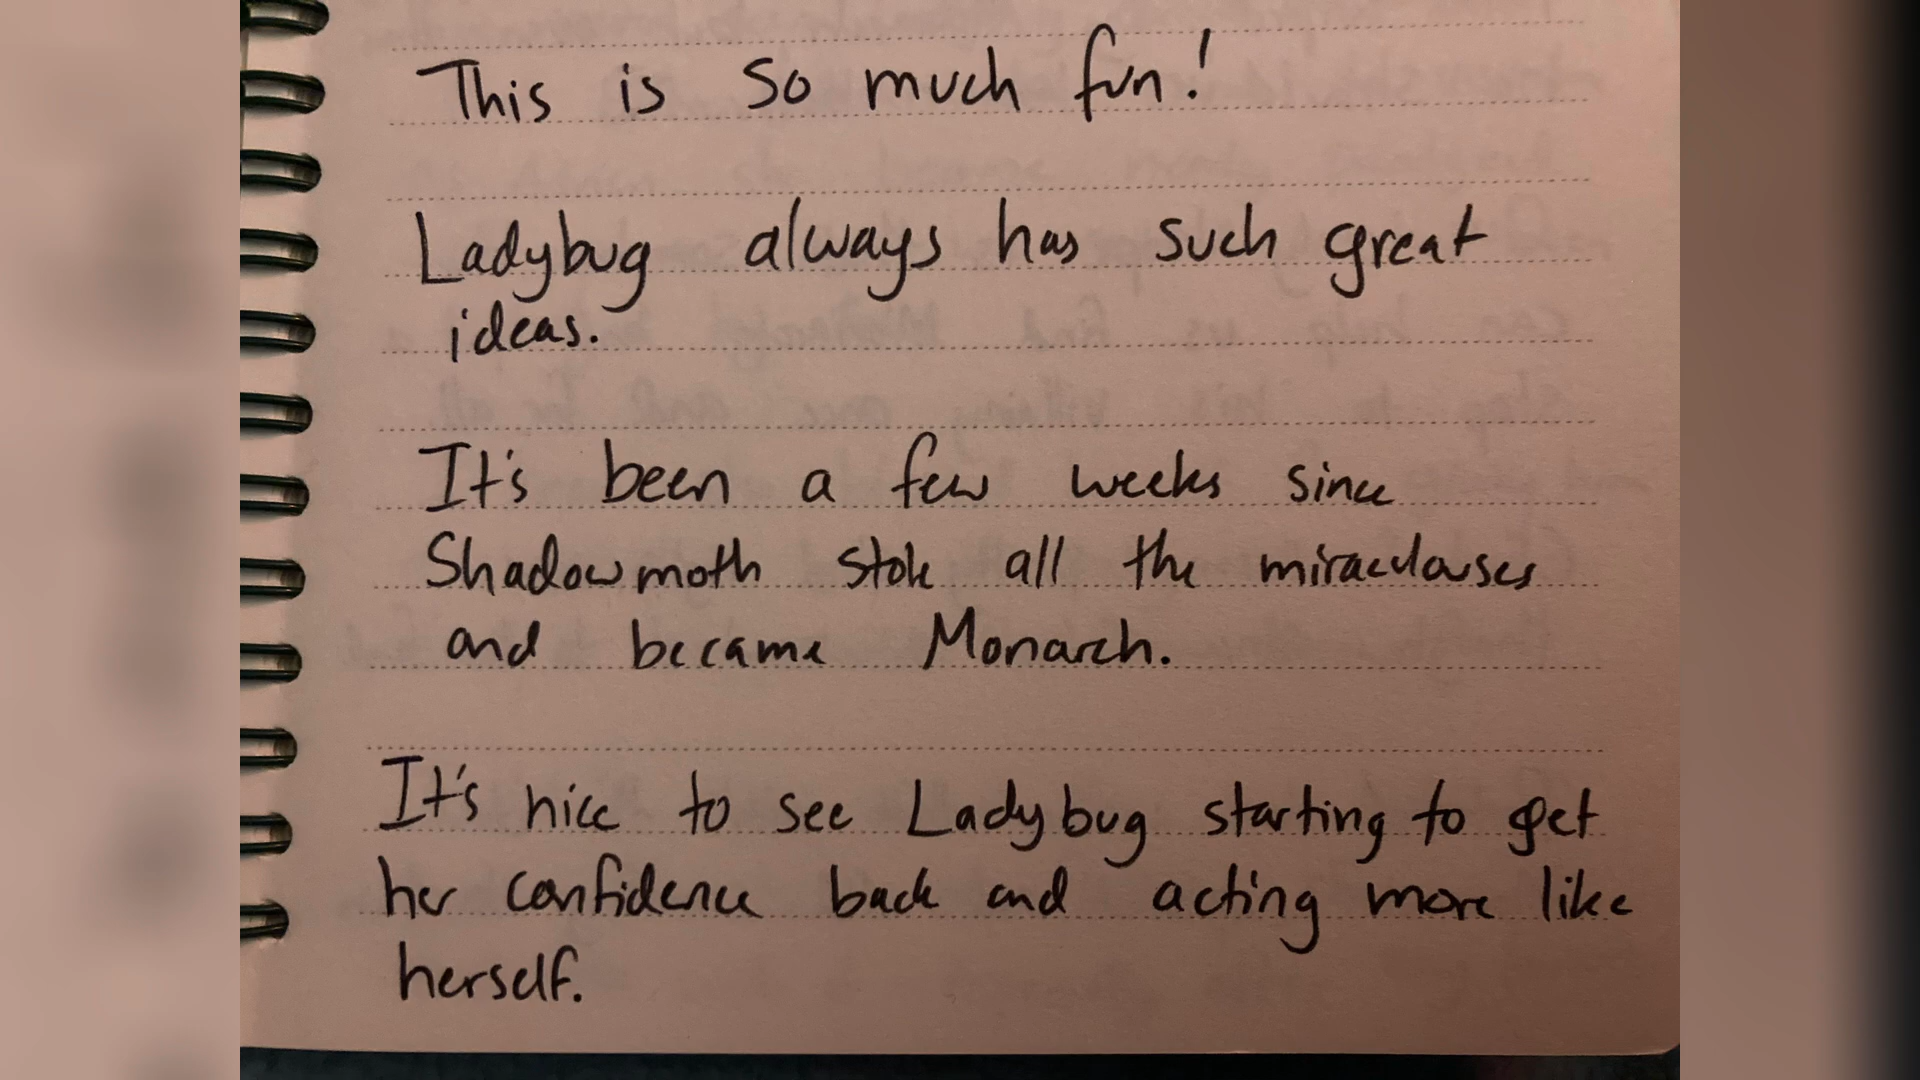 This is so much fun!
Ladybug always has such great
ideas.
It's been a few weeks since
Shadowmoth stole all the miraculouses
and became Monarch.
It's nice to see Ladybug starting to get
her confidence back and acting more like
herself.